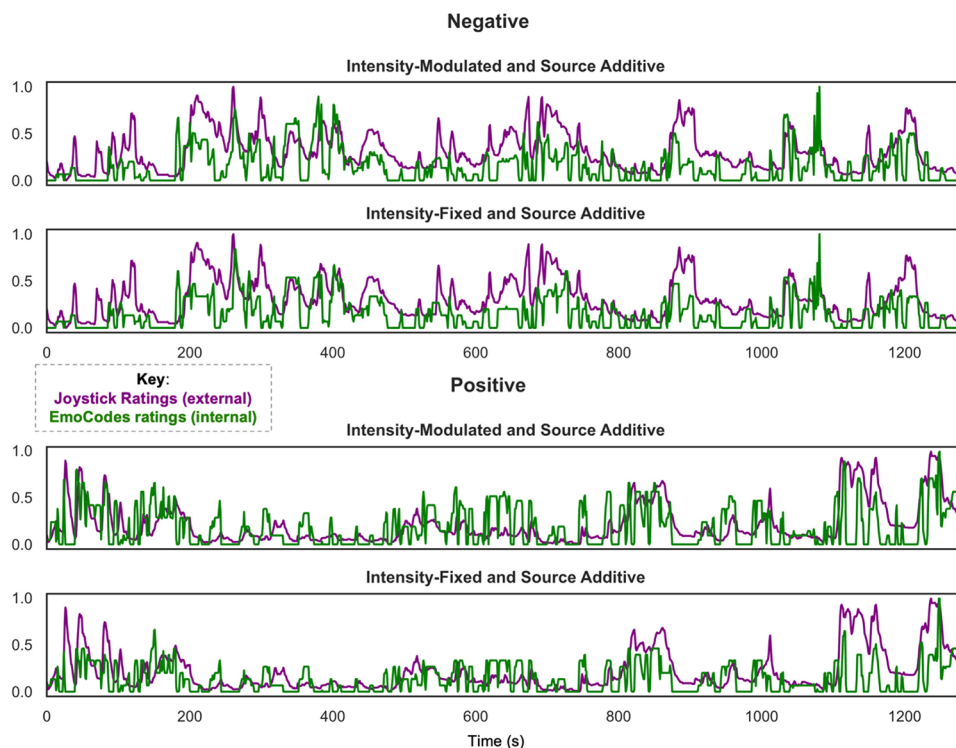 Negative
Intensity-Modulated and Source Additive
1.0
0.5
0.0
Intensity-Fixed and Source Additive
1.0
0.5
0.0
0 200 400 600 800 1000 1200
Key:
Joystick Ratings (external)
EmoCodes ratings (internal)
Positive
Intensity-Modulated and Source Additive
1.0
0.5
0.0
Intensity-Fixed and Source Additive
1.0
0.5
0.0
0 200 400 600 800 1000 1200
Time (s)